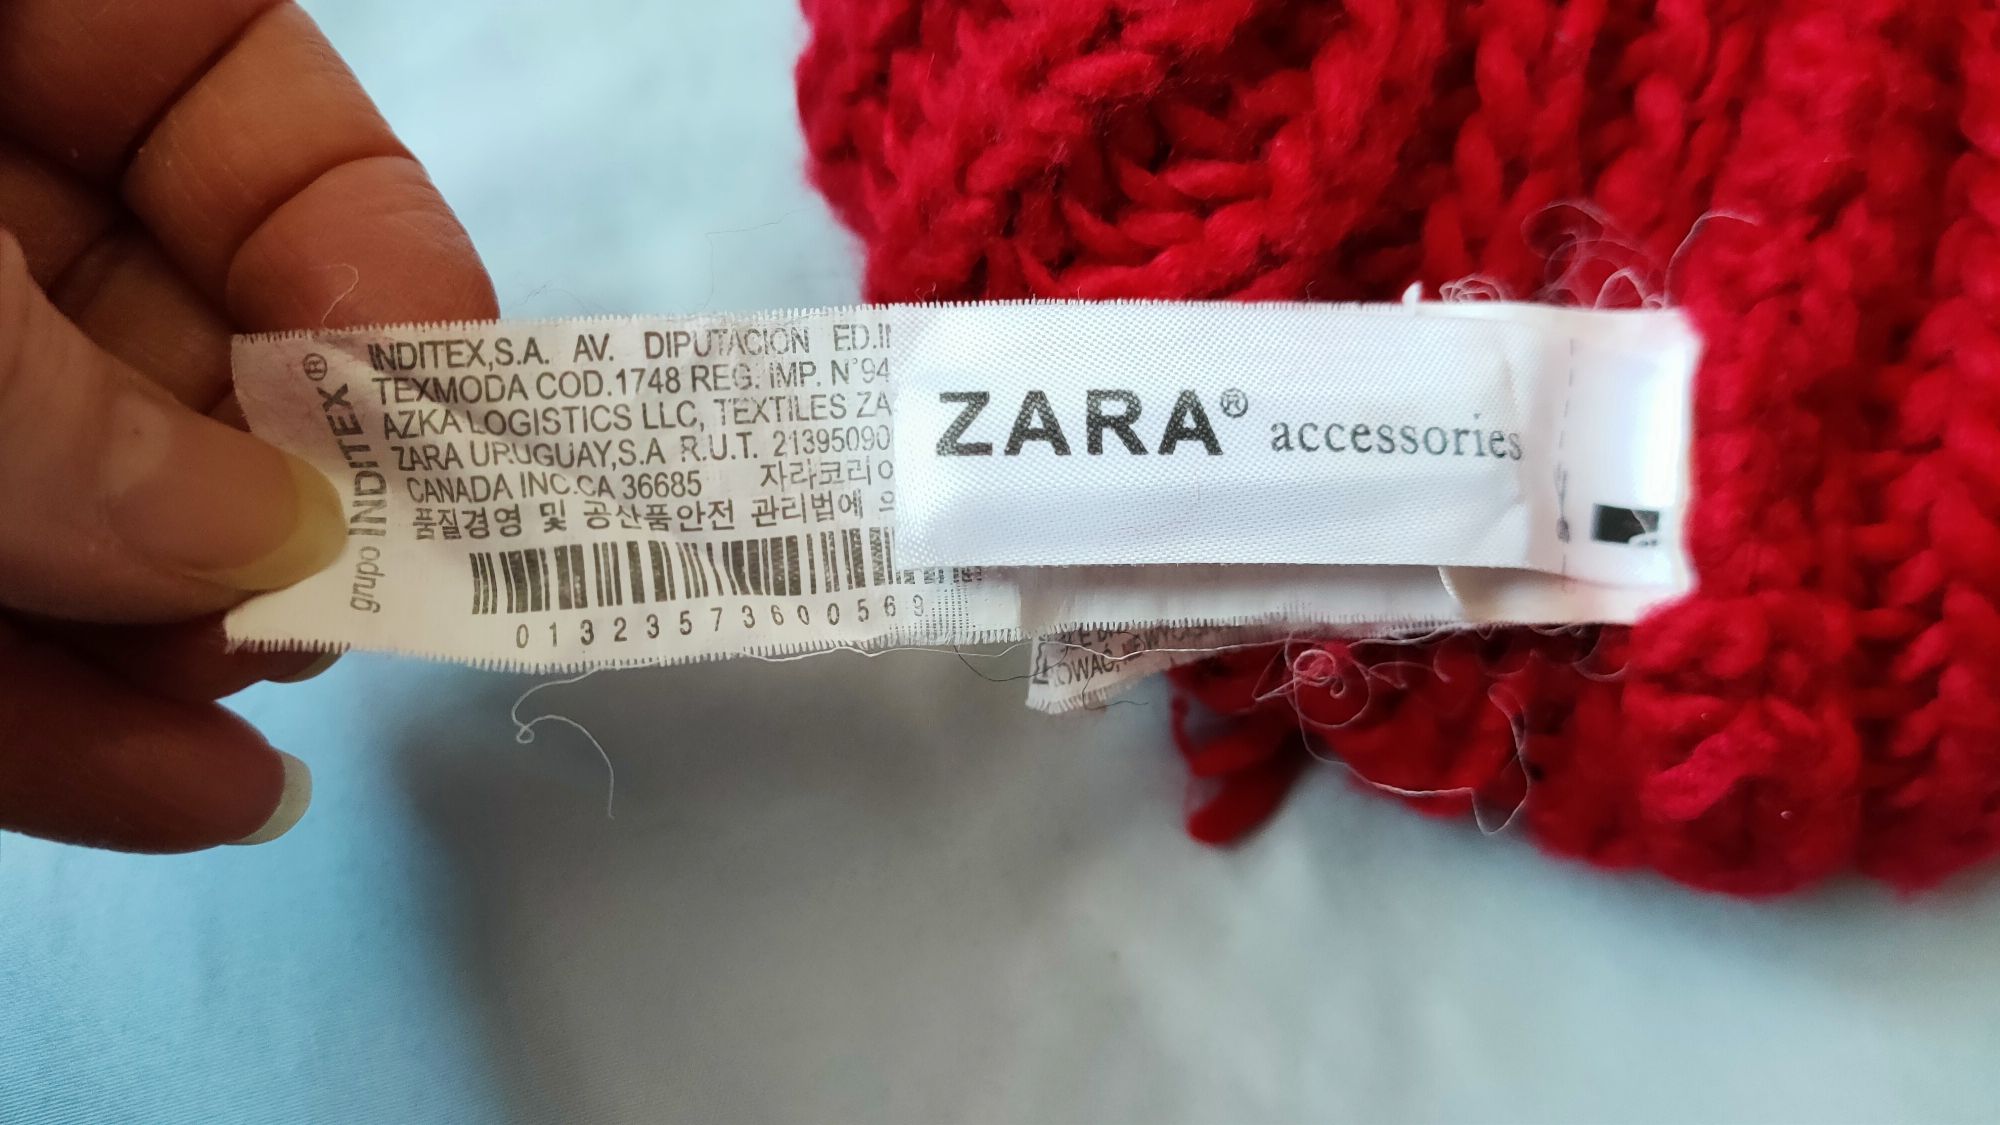 grupo INDITEX®
INDITEX,S.A. AV. DIPUTACION ED.
TEXMODA COD.1748 REG. IMP. N°94
AZKA LOGISTICS LLC, TEXTILES ZA
ZARA URUGUAY,S.A R.U.T. 21395090
CANADA INC.CA 36685 자라코리아
품질경영 및 공산품안전 관리법에
0132357360056
ZARA® accessories